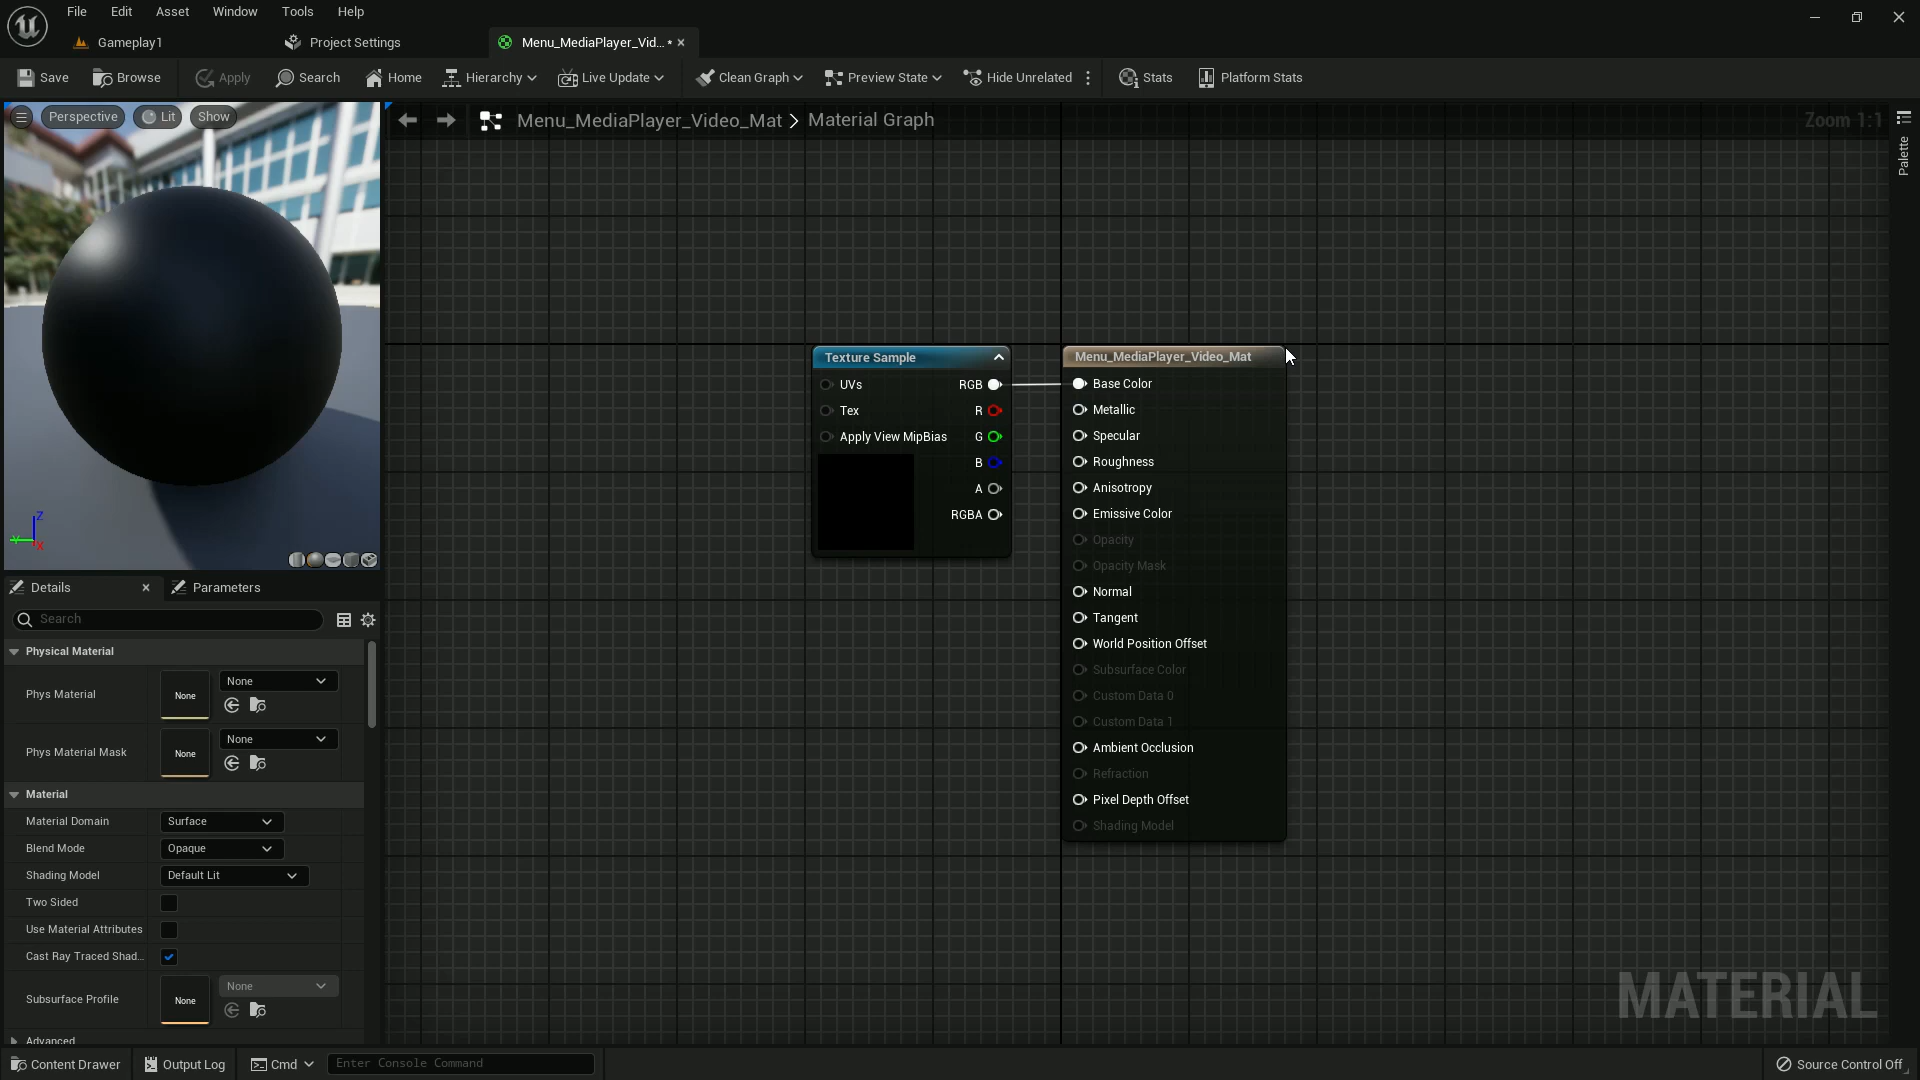 File Edit Asset Window Tools Help
Gameplay1 Project Settings Menu_MediaPlayer_Vid... •
Save Browse Apply Search Home Hierarchy Live Update Clean Graph Preview State Hide Unrelated Stats Platform Stats
Perspective Lit Show
Menu_MediaPlayer_Video_Mat > Material Graph
Zoom 1:1
Palette
Texture Sample
UVs RGB
Tex R
Apply View MipBias G
B
A
RGBA
Menu_MediaPlayer_Video_Mat
Base Color
Metallic
Specular
Roughness
Anisotropy
Emissive Color
Opacity
Opacity Mask
Normal
Tangent
World Position Offset
Subsurface Color
Custom Data 0
Custom Data 1
Ambient Occlusion
Refraction
Pixel Depth Offset
Shading Model
Z
Y
X
Details Parameters
Search
Physical Material
Phys Material None None
Phys Material Mask None None
Material
Material Domain Surface
Blend Mode Opaque
Shading Model Default Lit
Two Sided
Use Material Attributes
Cast Ray Traced Shad...
Subsurface Profile None None
Advanced
MATERIAL
Content Drawer Output Log Cmd Enter Console Command Source Control Off